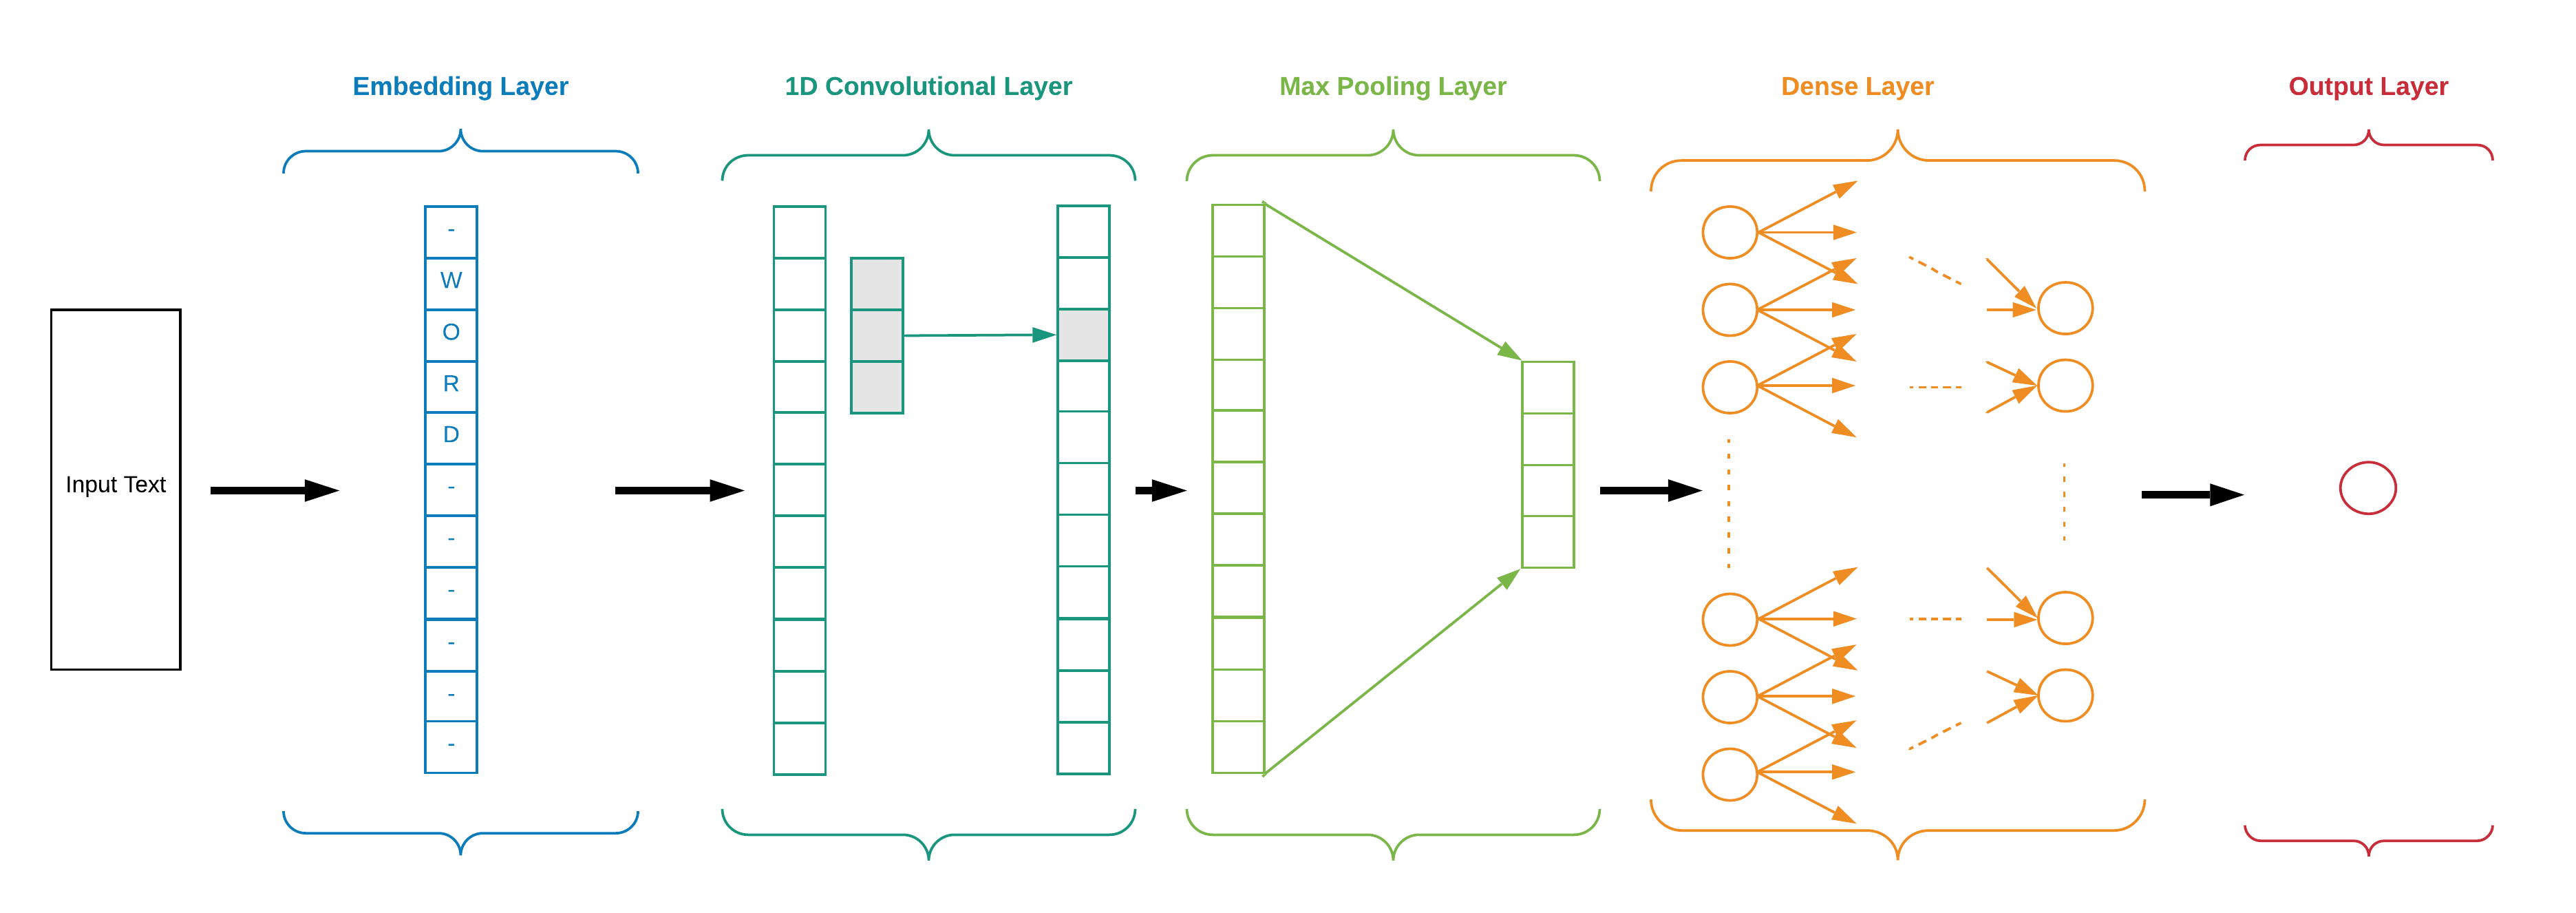 Embedding Layer
1D Convolutional Layer
Max Pooling Layer
Dense Layer
Output Layer
Input Text
-
W
O
R
D
-
-
-
-
-
-